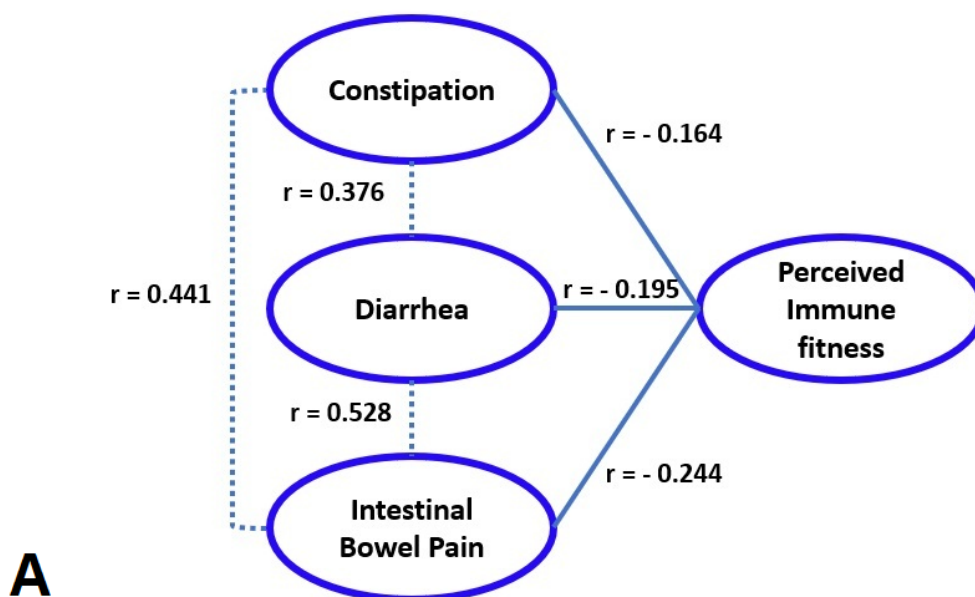 Constipation
r = - 0.164
r = 0.376
Perceived
Immune
fitness
r = - 0.195
r = 0.441
Diarrhea
r = 0.528
r = - 0.244
Intestinal
Bowel Pain
A